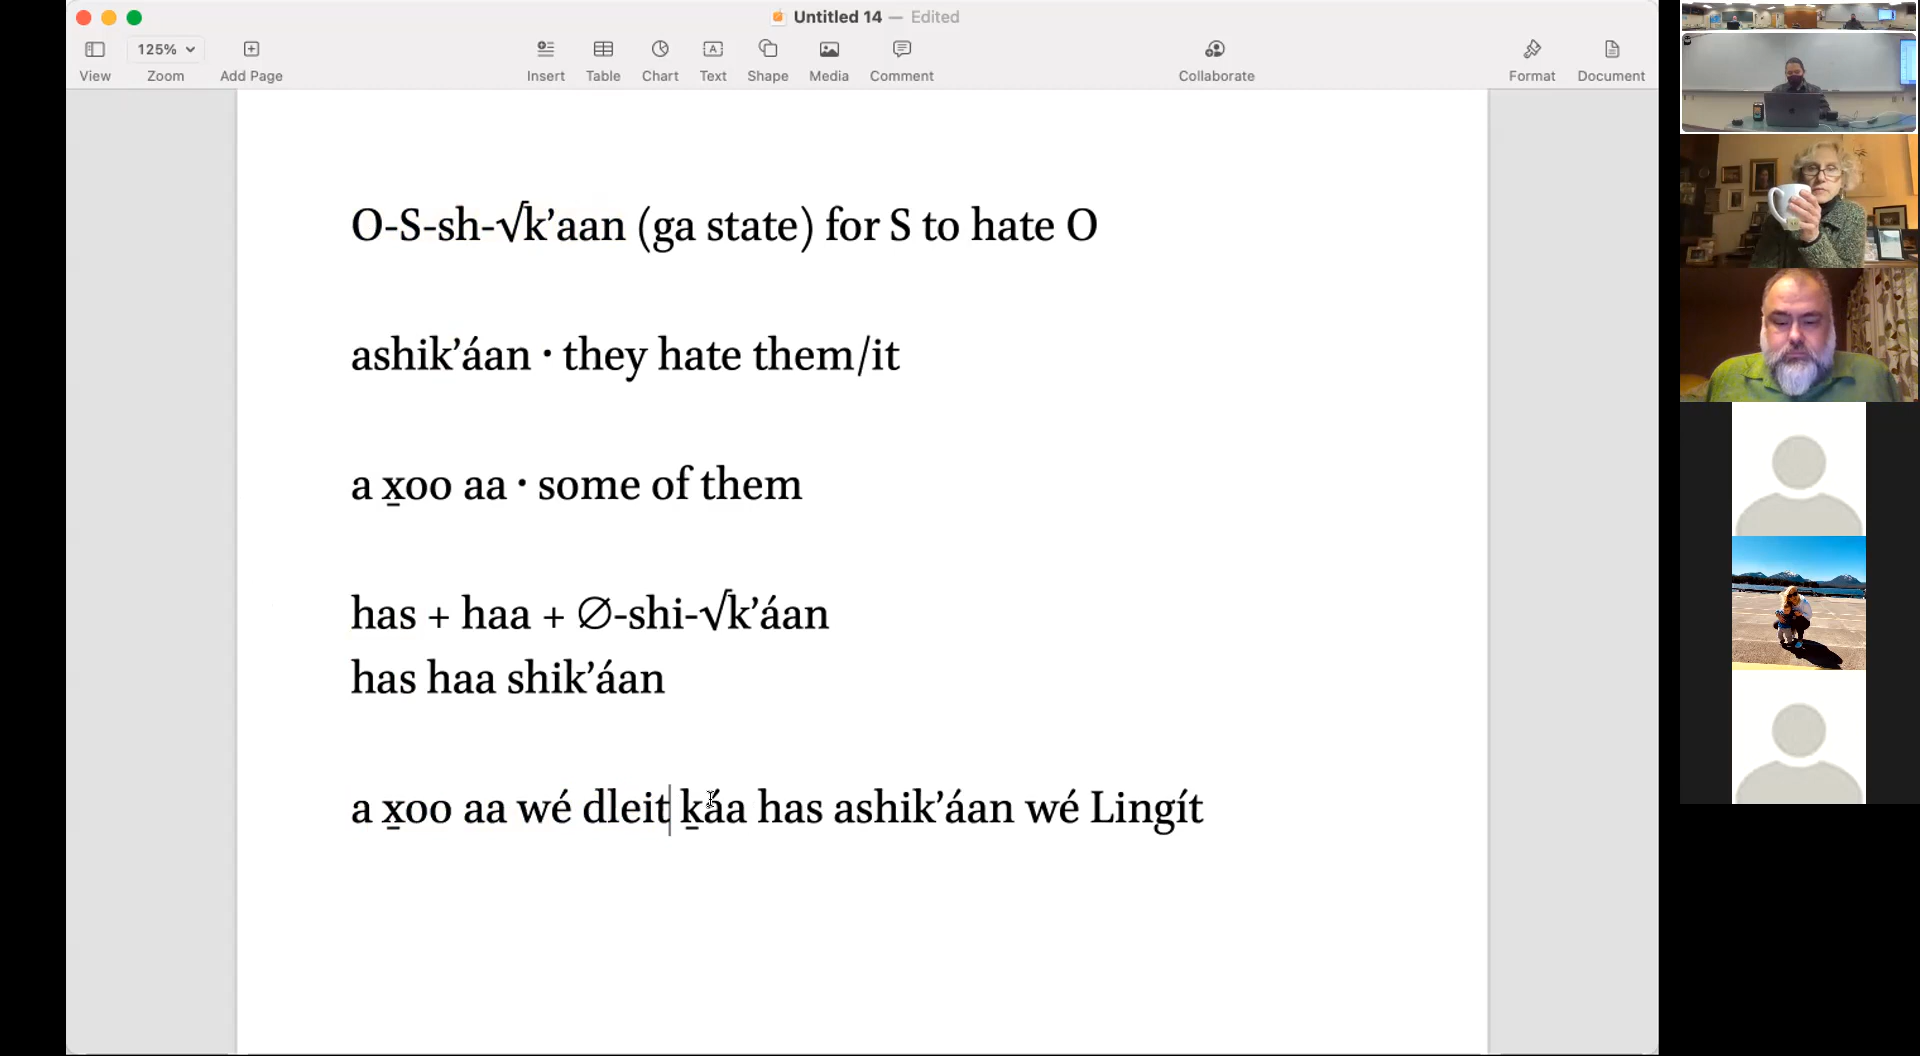 Untitled 14 — Edited
125%
View Zoom Add Page Insert Table Chart Text Shape Media Comment Collaborate Format Document
O-S-sh-√k’aan (ga state) for S to hate O
ashik’áan · they hate them/it
a x̱oo aa · some of them
has + haa + ∅-shi-√k’áan
has haa shik’áan
a x̱oo aa wé dleit ḵáa has ashik’áan wé Lingít